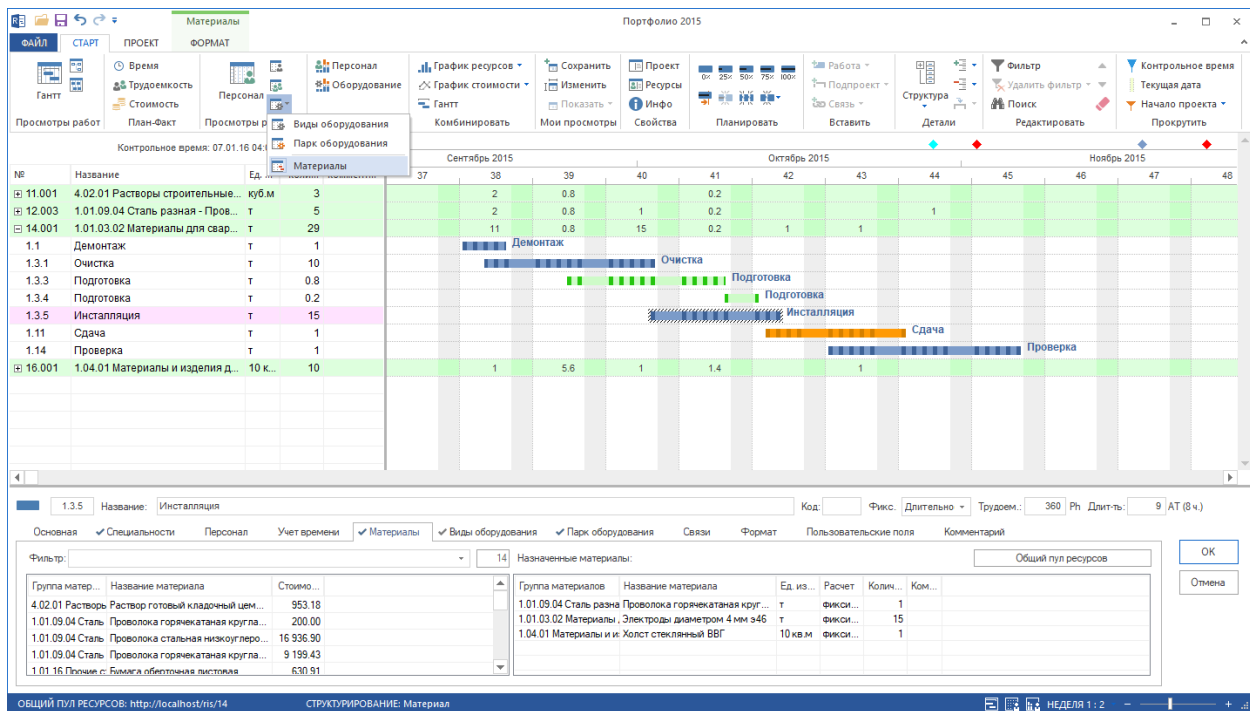 Материалы
Портфолио 2015
ФАЙЛ СТАРТ ПРОЕКТ ФОРМАТ
Гантт
Просмотры работ
Время
Трудоемкость
Стоимость
План-Факт
Персонал
Просмотры р
Персонал
Оборудование
График ресурсов
График стоимости
Гантт
Комбинировать
Сохранить
Изменить
Показать
Мои просмотры
Проект
Ресурсы
Инфо
Свойства
0% 25% 50% 75% 100%
Планировать
Работа
Подпроект
Связь
Вставить
Структура
Детали
Фильтр
Удалить фильтр
Поиск
Редактировать
Контрольное время
Текущая дата
Начало проекта
Прокрутить
Виды оборудования
Парк оборудования
Материалы
Контрольное время: 07.01.16 04:
Сентябрь 2015 Октябрь 2015 Ноябрь 2015
№ Название Ед. 37 38 39 40 41 42 43 44 45 46 47 48
11.001 4.02.01 Растворы строительные... куб.м 3 2 0.8 0.2
12.003 1.01.09.04 Сталь разная - Пров... т 5 2 0.8 1 0.2 1
14.001 1.01.03.02 Материалы для свар... т 29 11 0.8 15 0.2 1 1
1.1 Демонтаж т 1 Демонтаж
1.3.1 Очистка т 10 Очистка
1.3.3 Подготовка т 0.8 Подготовка
1.3.4 Подготовка т 0.2 Подготовка
1.3.5 Инсталляция т 15 Инсталляция
1.11 Сдача т 1 Сдача
1.14 Проверка т 1 Проверка
16.001 1.04.01 Материалы и изделия д... 10 к... 10 1 5.6 1 1.4 1
1.3.5 Название: Инсталляция Код: Фикс. Длительно Трудоем.: 360 Ph Длит-ть: 9 AT (8 ч.)
Основная Специальности Персонал Учет времени Материалы Виды оборудования Парк оборудования Связи Формат Пользовательские поля Комментарий
Фильтр: 14 Назначенные материалы: Общий пул ресурсов
OK
Отмена
Группа матер... Название материала Стоимо...
4.02.01 Растворь Раствор готовый кладочный цем... 953.18
1.01.09.04 Сталь Проволока горячекатаная кругла... 200.00
1.01.09.04 Сталь Проволока стальная низкоуглеро... 16 936.90
1.01.09.04 Сталь Проволока горячекатаная кругла... 9 199.43
1.01.16 Прочие с Бумага оберточная листовая 630.91
Группа материалов Название материала Ед. из... Расчет Колич... Ком...
1.01.09.04 Сталь разна Проволока горячекатаная круг... т фикси... 1
1.01.03.02 Материалы , Электроды диаметром 4 мм э46 т фикси... 15
1.04.01 Материалы и и Холст стеклянный ВВГ 10 кв.м фикси... 1
ОБЩИЙ ПУЛ РЕСУРСОВ: http://localhost/ris/14 СТРУКТУРИРОВАНИЕ: Материал НЕДЕЛЯ 1 : 2